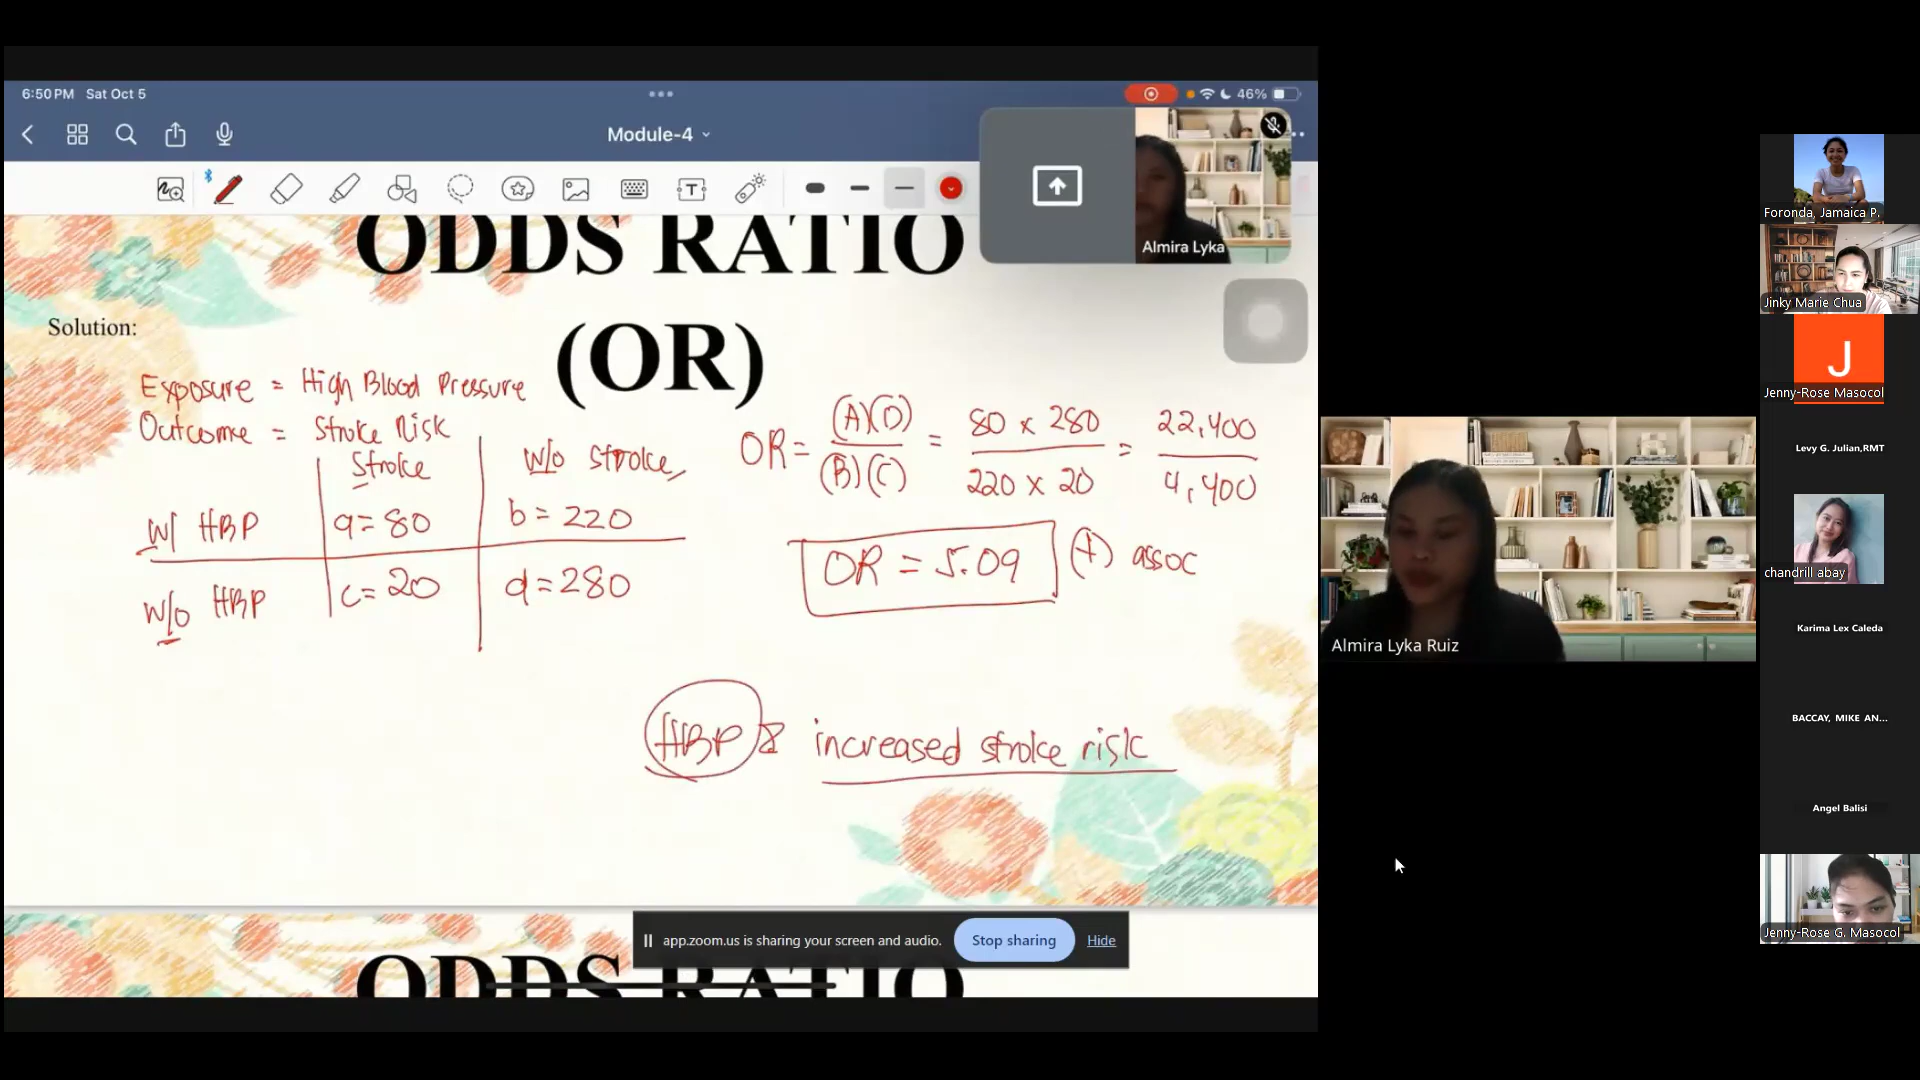 6:50 PM Sat Oct 5
46%
Module-4
ODDS RATIO
(OR)
Solution:
Exposure = High Blood Pressure
Outcome = Stroke Risk
Stroke
w/o stroke
w/ HBP
a=80
b=220
w/o HBP
c=20
d=280
OR = (A)(D) / (B)(C) = 80 x 280 / 220 x 20 = 22,400 / 4,400
OR = 5.09
(+) assoc
HBP & increased stroke risk
Almira Lyka
app.zoom.us is sharing your screen and audio.
Stop sharing
Hide
ODDS RATIO
Almira Lyka Ruiz
Foronda, Jamaica P.
Jinky Marie Chua
J
Jenny-Rose Masocol
Levy G. Julian,RMT
chandrill abay
Karima Lex Caleda
BACCAY, MIKE AN...
Angel Balisi
Jenny-Rose G. Masocol